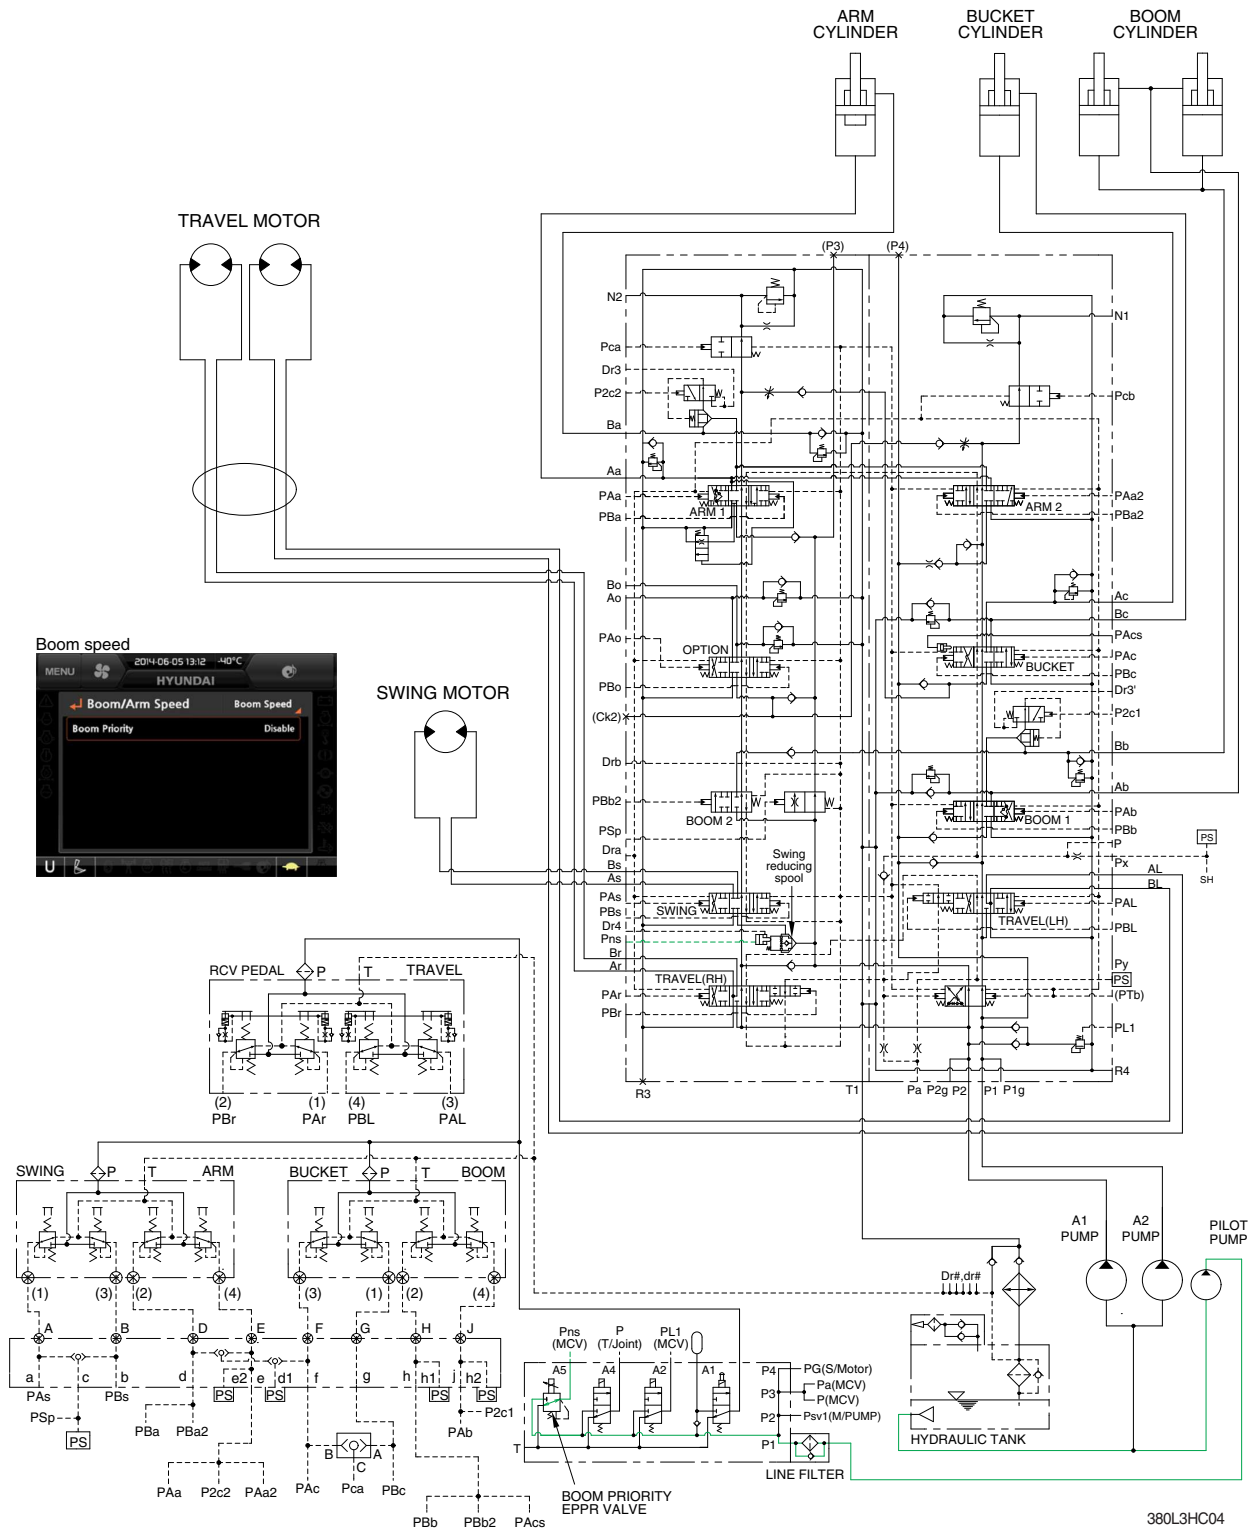 ARM
CYLINDER
BUCKET
CYLINDER
BOOM
CYLINDER
TRAVEL MOTOR
(P3)
(P4)
N2
N1
Pca
Dr3
P2c2
Pcb
Ba
Aa
PAa
PBa
ARM 1
ARM 2
PAa2
PBa2
Bo
Ao
Ac
Bc
PAcs
PAo
OPTION
PAc
BUCKET
PBc
PBo
Dr3'
(Ck2)
P2c1
Drb
Bb
Ab
PBb2
BOOM 2
BOOM 1
PAb
PSp
PBb
P
PS
Dra
Swing
reducing
spool
Px
Bs
As
AL
SH
BL
PAs
PBs
SWING
TRAVEL(LH)
PAL
Dr4
PBL
Pns
Br
Ar
Py
TRAVEL(RH)
PS
PAr
(PTb)
PBr
PL1
R4
R3
T1
Pa
P2g
P2
P1
P1g
Boom speed
MENU
2014-06-05 13:12
-40°C
HYUNDAI
Boom/Arm Speed
Boom Speed
Boom Priority
Disable
U
SWING MOTOR
RCV PEDAL
P
T
TRAVEL
(2)
PBr
(1)
PAr
(4)
PBL
(3)
PAL
SWING
P
T
ARM
BUCKET
P
T
BOOM
(1)
(3)
(2)
(4)
(3)
(1)
(2)
(4)
A
B
D
E
F
G
H
J
a
c
b
d
e2
e
d1
f
g
h
h1
j
h2
PAs
PBs
PS
PS
PS
PS
PSp
PS
PBa
PBa2
P2c1
PAb
PAa
P2c2
PAa2
PAc
B
A
C
Pca
PBc
PBb
PBb2
PAcs
Pns
(MCV)
P
(T/Joint)
PL1
(MCV)
A5
A4
A2
A1
P4
PG(S/Motor)
P3
Pa(MCV)
P(MCV)
P2
Psv1(M/PUMP)
T
P1
LINE FILTER
BOOM PRIORITY
EPPR VALVE
A1
PUMP
A2
PUMP
PILOT
PUMP
Dr#,dr#
HYDRAULIC TANK
380L3HC04